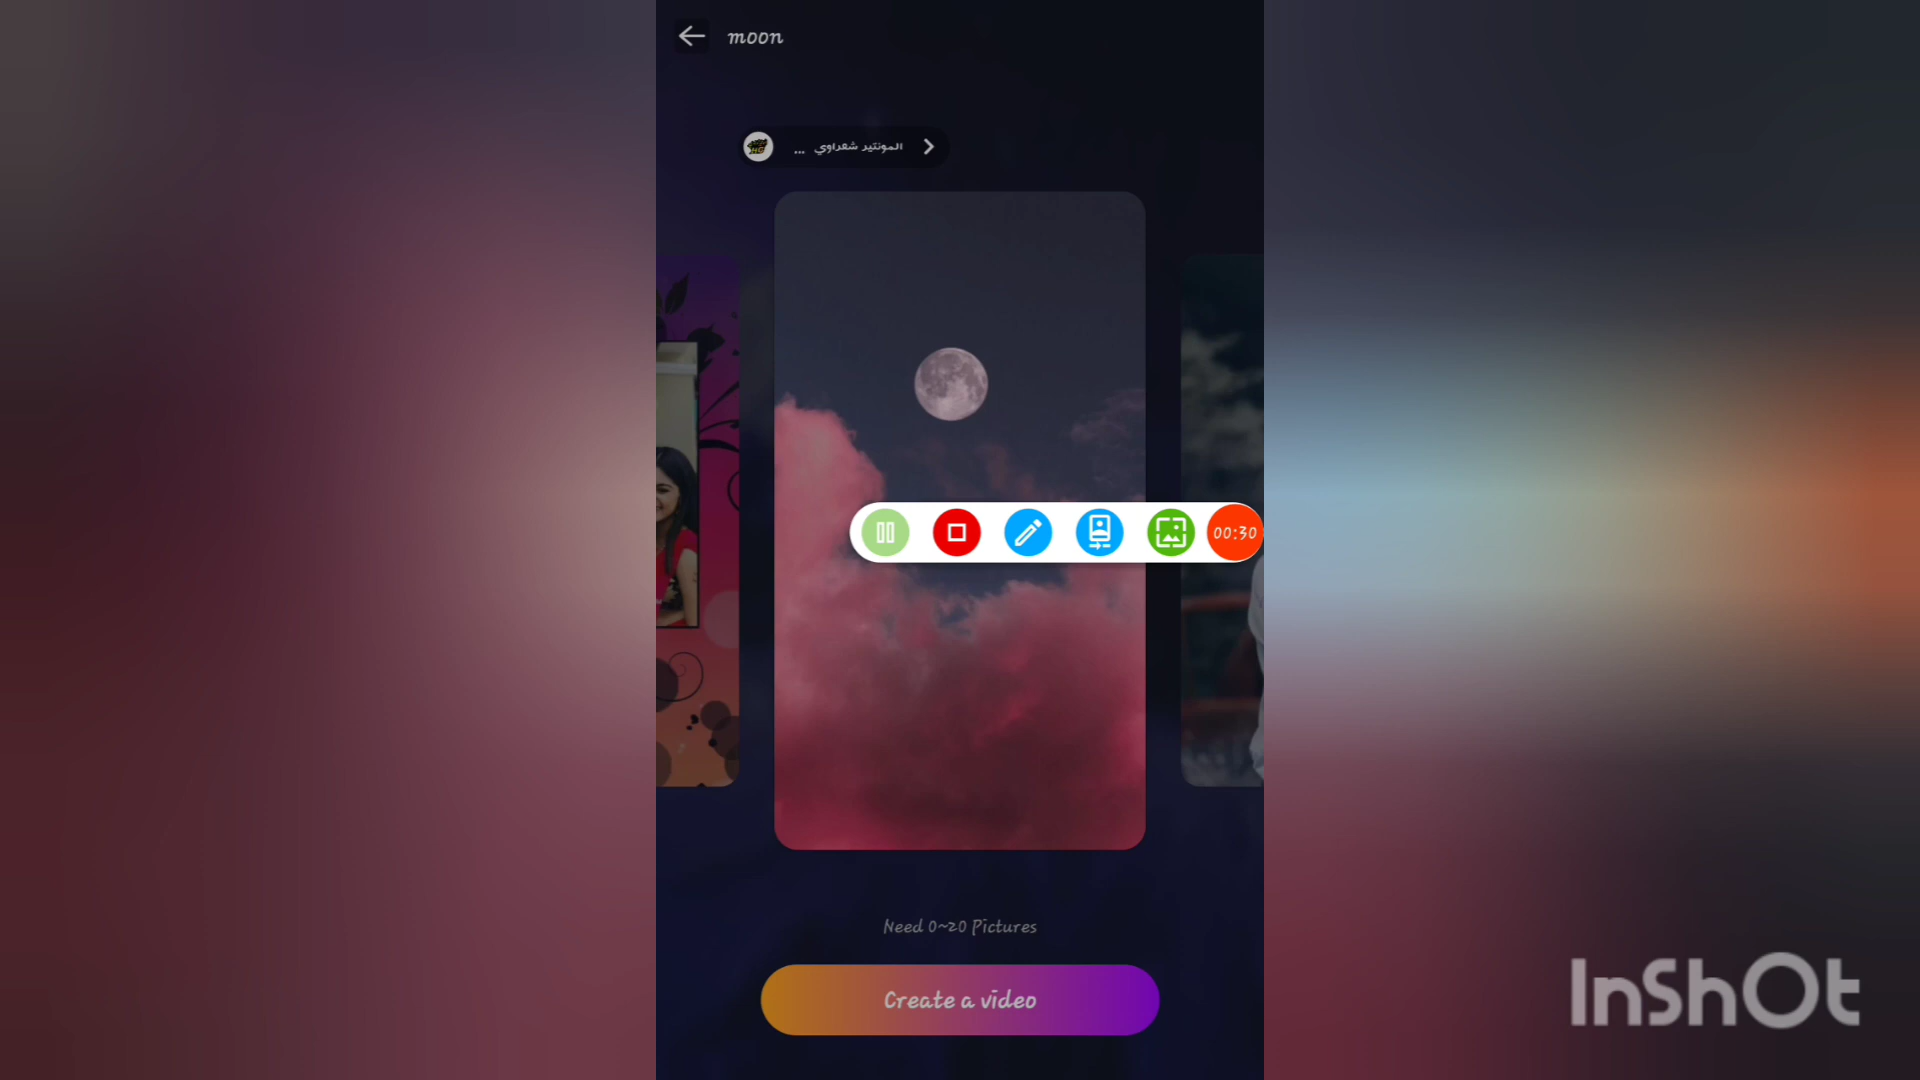 moon
المونتير شعراوي ...
00:30
Need 0~20 Pictures
Create a video
InShOt